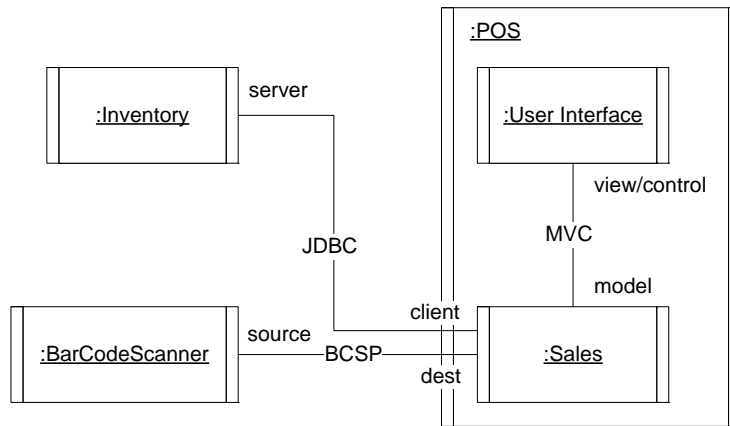 :POS
server
:Inventory
:User Interface
view/control
JDBC
MVC
model
client
source
:BarCodeScanner
BCSP
:Sales
dest